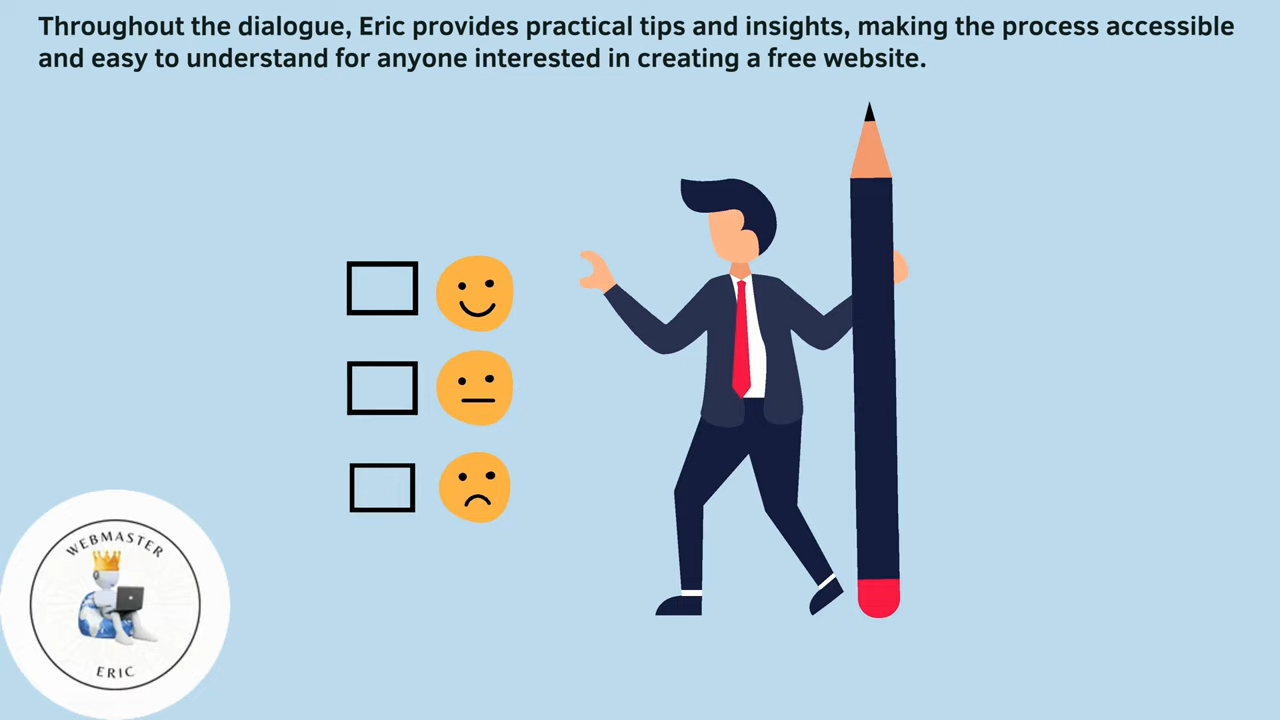 Throughout the dialogue, Eric provides practical tips and insights, making the process accessible
and easy to understand for anyone interested in creating a free website.
WEBMASTER
ERIC